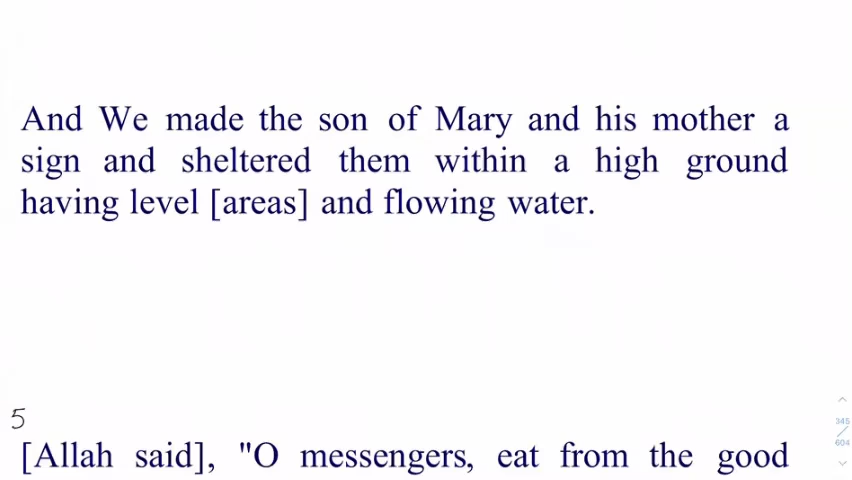 And We made the son of Mary and his mother a
sign and sheltered them within a high ground
having level [areas] and flowing water.
5
[Allah said], "O messengers, eat from the good
345
604